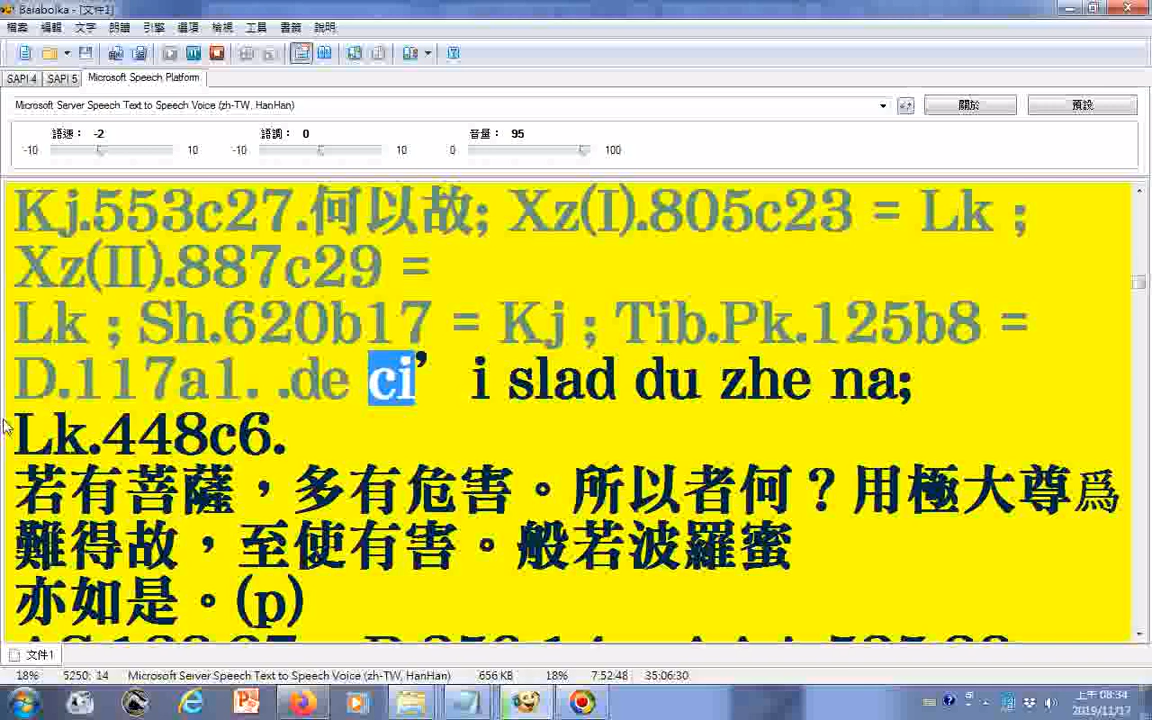 Balabolka - [文件1]
檔案 編輯 文字 朗讀 引擎 選項 檢視 工具 書籤 說明
SAPI 4 SAPI 5 Microsoft Speech Platform
Microsoft Server Speech Text to Speech Voice (zh-TW, HanHan) 關於 預設
語速： -2 語調： 0 音量： 95
-10 10 -10 10 0 100
Kj.553c27.何以故; Xz(I).805c23 = Lk ;
Xz(II).887c29 =
Lk ; Sh.620b17 = Kj ; Tib.Pk.125b8 =
D.117a1. .de ci’ i slad du zhe na;
Lk.448c6.
若有菩薩，多有危害。所以者何？用極大尊爲
難得故，至使有害。般若波羅蜜
亦如是。(p)
文件1
18% 5250; 14 Microsoft Server Speech Text to Speech Voice (zh-TW, HanHan) 656 KB 18% 7:52:48 35:06:30
上午 08:34
2019/11/17